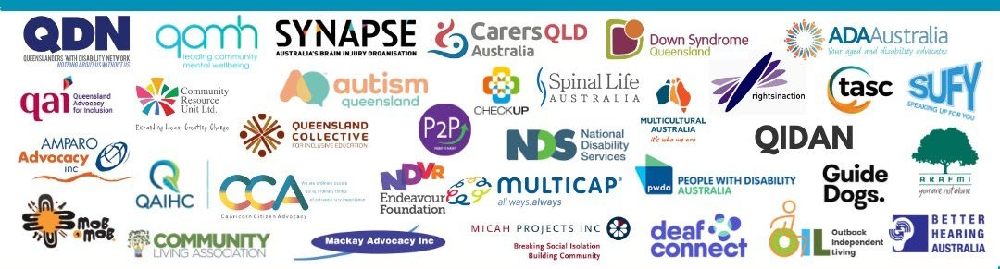 QDN
QUEENSLANDERS WITH DISABILITY NETWORK
NOTHING ABOUT US WITHOUT US
qamh
leading community
mental wellbeing
SYNAPSE
AUSTRALIA'S BRAIN INJURY ORGANISATION
Carers QLD
Australia
Down Syndrome
Queensland
ADA Australia
Your aged and disability advocates
qai
Queensland
Advocacy
for Inclusion
Community
Resource
Unit Ltd.
Expanding Ideas; Creating Change
autism
queensland
CHECKUP
Spinal Life
AUSTRALIA
MULTICULTURAL
AUSTRALIA
it's who we are
rightsinaction
tasc
SUFY
SPEAKING UP FOR YOU
AMPARO
Advocacy
inc
QUEENSLAND
COLLECTIVE
FOR INCLUSIVE EDUCATION
P2P
NDS
National
Disability
Services
QIDAN
ARAFMI
you are not alone
QAIHC
CCA
We are ordinary people
doing ordinary things
of extraordinary importance
Capricorn Citizen Advocacy
NDVR
Endeavour
Foundation
MULTICAP
all ways. always
pwda
PEOPLE WITH DISABILITY
AUSTRALIA
Guide
Dogs.
MOB
4
MOB
COMMUNITY
LIVING ASSOCIATION
Mackay Advocacy Inc
MICAH PROJECTS INC
Breaking Social Isolation
Building Community
deaf
connect
OIL
Outback
Independent
Living
BETTER
HEARING
AUSTRALIA